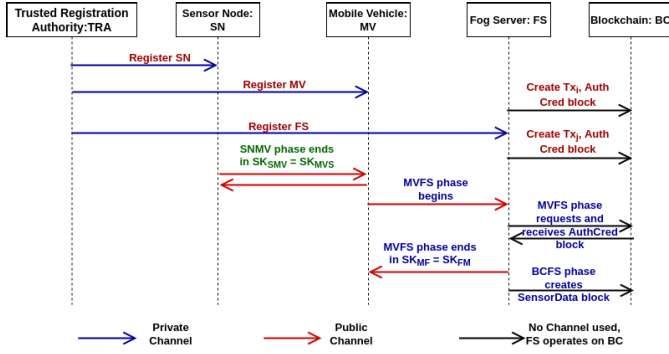 Trusted Registration
Authority:TRA
Sensor Node:
SN
Mobile Vehicle:
MV
Fog Server: FS
Blockchain: BC
Register SN
Register MV
Create Txi, Auth
Cred block
Register FS
Create Txj, Auth
Cred block
SNMV phase ends
in SKSMV = SKMVS
MVFS phase
begins
MVFS phase
requests and
receives AuthCred
block
MVFS phase ends
in SKMF = SKFM
BCFS phase
creates
SensorData block
Private
Channel
Public
Channel
No Channel used,
FS operates on BC